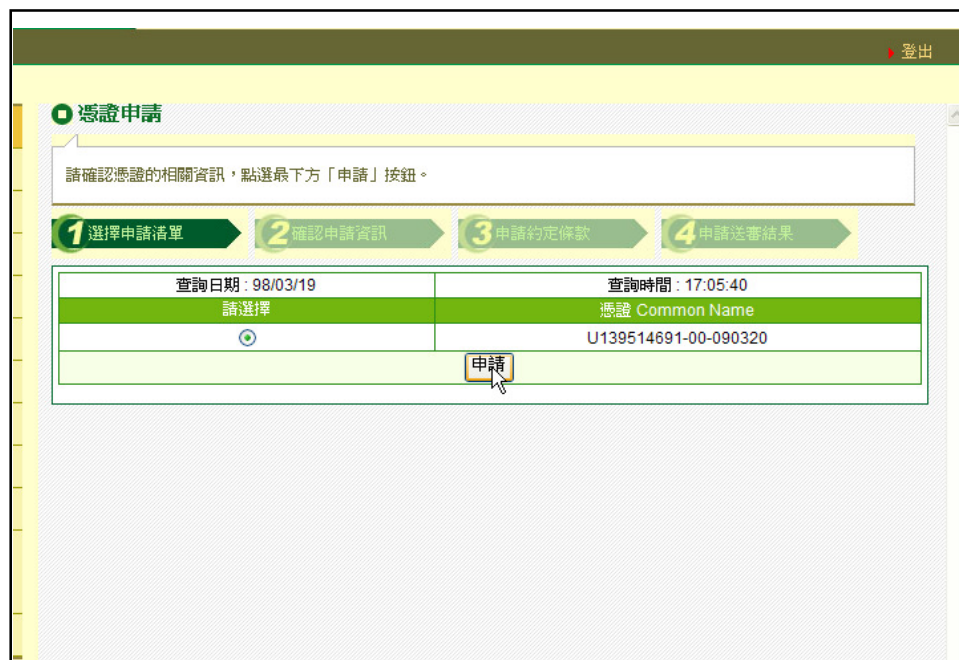 登出
憑證申請
請確認憑證的相關資訊，點選最下方「申請」按鈕。
1 選擇申請清單 2 確認申請資訊 3 申請約定條款 4 申請送審結果
查詢日期 : 98/03/19 查詢時間 : 17:05:40
請選擇 憑證 Common Name
U139514691-00-090320
申請